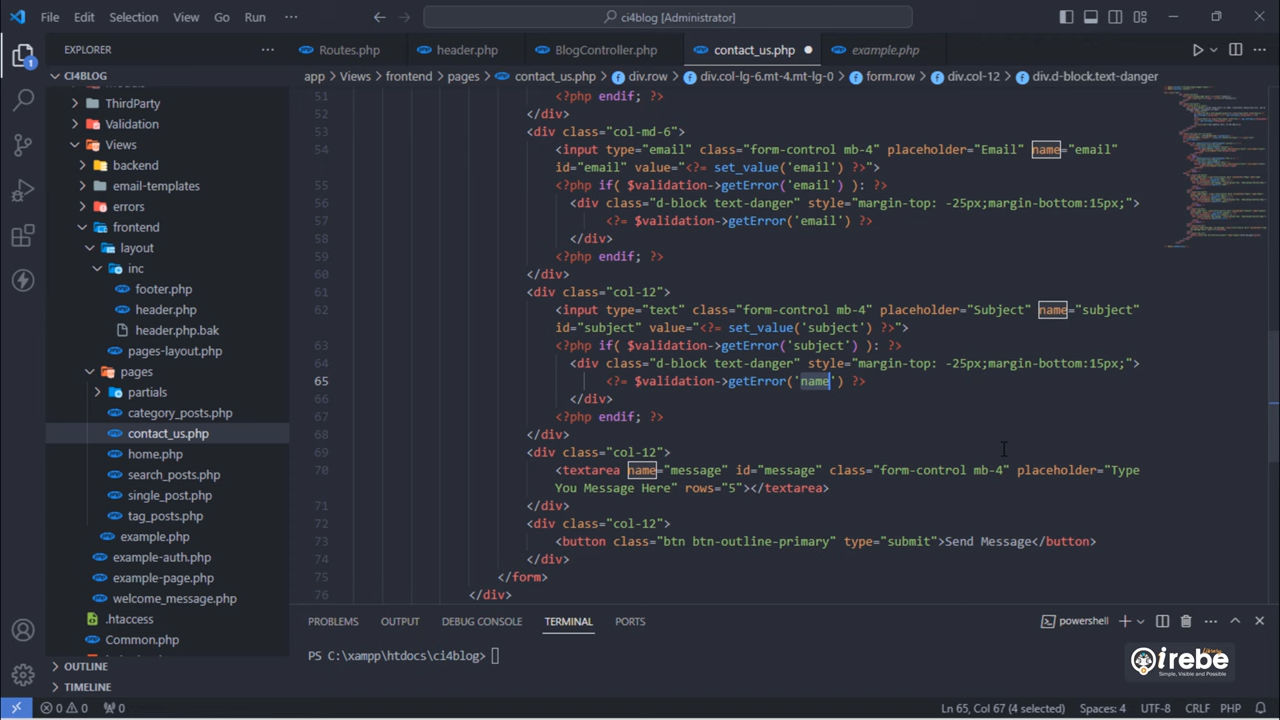 File Edit Selection View Go Run ··· ci4blog [Administrator]
EXPLORER ···
Routes.php header.php BlogController.php contact_us.php example.php
CI4BLOG
app > Views > frontend > pages > contact_us.php > div.row > div.col-lg-6.mt-4.mt-lg-0 > form.row > div.col-12 > div.d-block.text-danger
ThirdParty
Validation
Views
backend
email-templates
errors
frontend
layout
inc
footer.php
header.php
header.php.bak
pages-layout.php
pages
partials
category_posts.php
contact_us.php
home.php
search_posts.php
single_post.php
tag_posts.php
example.php
example-auth.php
example-page.php
welcome_message.php
.htaccess
Common.php
OUTLINE
TIMELINE
51 <?php endif; ?>
52 </div>
53 <div class="col-md-6">
54 <input type="email" class="form-control mb-4" placeholder="Email" name="email"
id="email" value="<?= set_value('email') ?>">
55 <?php if( $validation->getError('email') ): ?>
56 <div class="d-block text-danger" style="margin-top: -25px;margin-bottom:15px;">
57 <?= $validation->getError('email') ?>
58 </div>
59 <?php endif; ?>
60 </div>
61 <div class="col-12">
62 <input type="text" class="form-control mb-4" placeholder="Subject" name="subject"
id="subject" value="<?= set_value('subject') ?>">
63 <?php if( $validation->getError('subject') ): ?>
64 <div class="d-block text-danger" style="margin-top: -25px;margin-bottom:15px;">
65 <?= $validation->getError('name') ?>
66 </div>
67 <?php endif; ?>
68 </div>
69 <div class="col-12">
70 <textarea name="message" id="message" class="form-control mb-4" placeholder="Type
You Message Here" rows="5"></textarea>
71 </div>
72 <div class="col-12">
73 <button class="btn btn-outline-primary" type="submit">Send Message</button>
74 </div>
75 </form>
76 </div>
PROBLEMS OUTPUT DEBUG CONSOLE TERMINAL PORTS powershell
PS C:\xampp\htdocs\ci4blog>
irebe
Library
Simple, Visible and Possible
0 0 0 Ln 65, Col 67 (4 selected) Spaces: 4 UTF-8 CRLF PHP